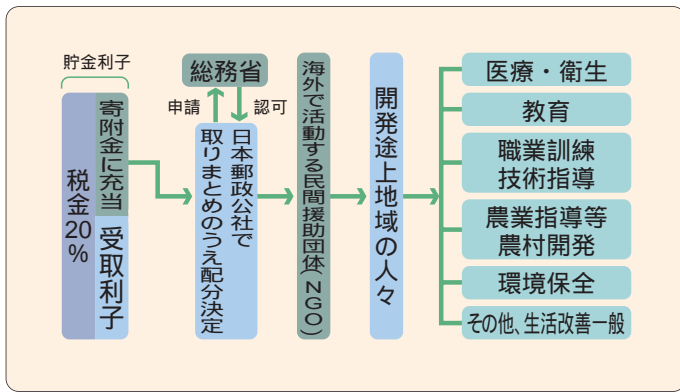 貯金利子
税金20%
寄附金に充当
受取利子
総務省
申請
認可
日本郵政公社で
取りまとめのうえ配分決定
海外で活動する民間援助団体(NGO)
開発途上地域の人々
医療・衛生
教育
職業訓練
技術指導
農業指導等
農村開発
環境保全
その他、生活改善一般